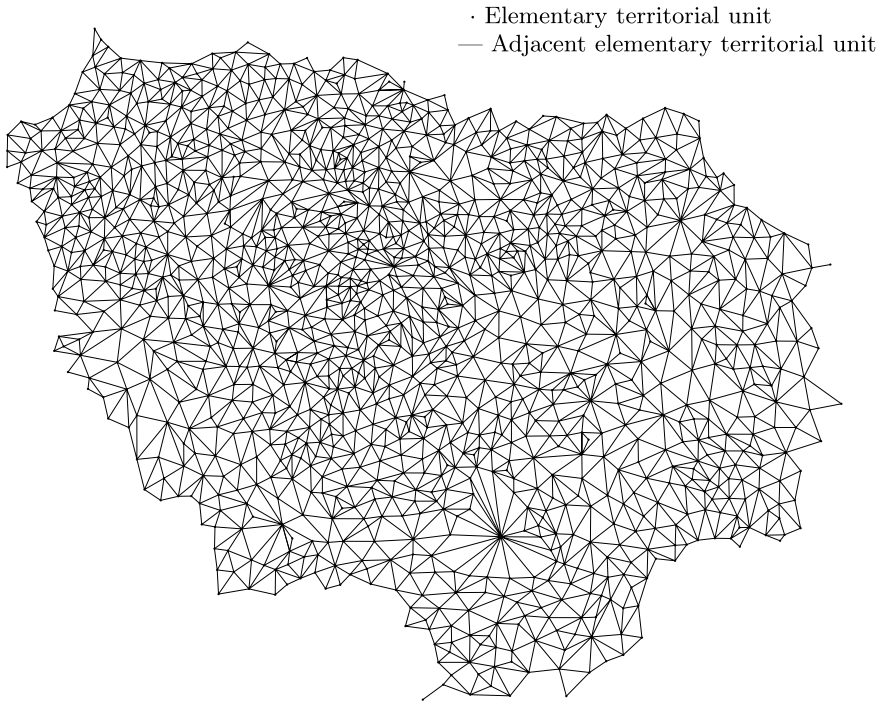 · Elementary territorial unit
— Adjacent elementary territorial unit